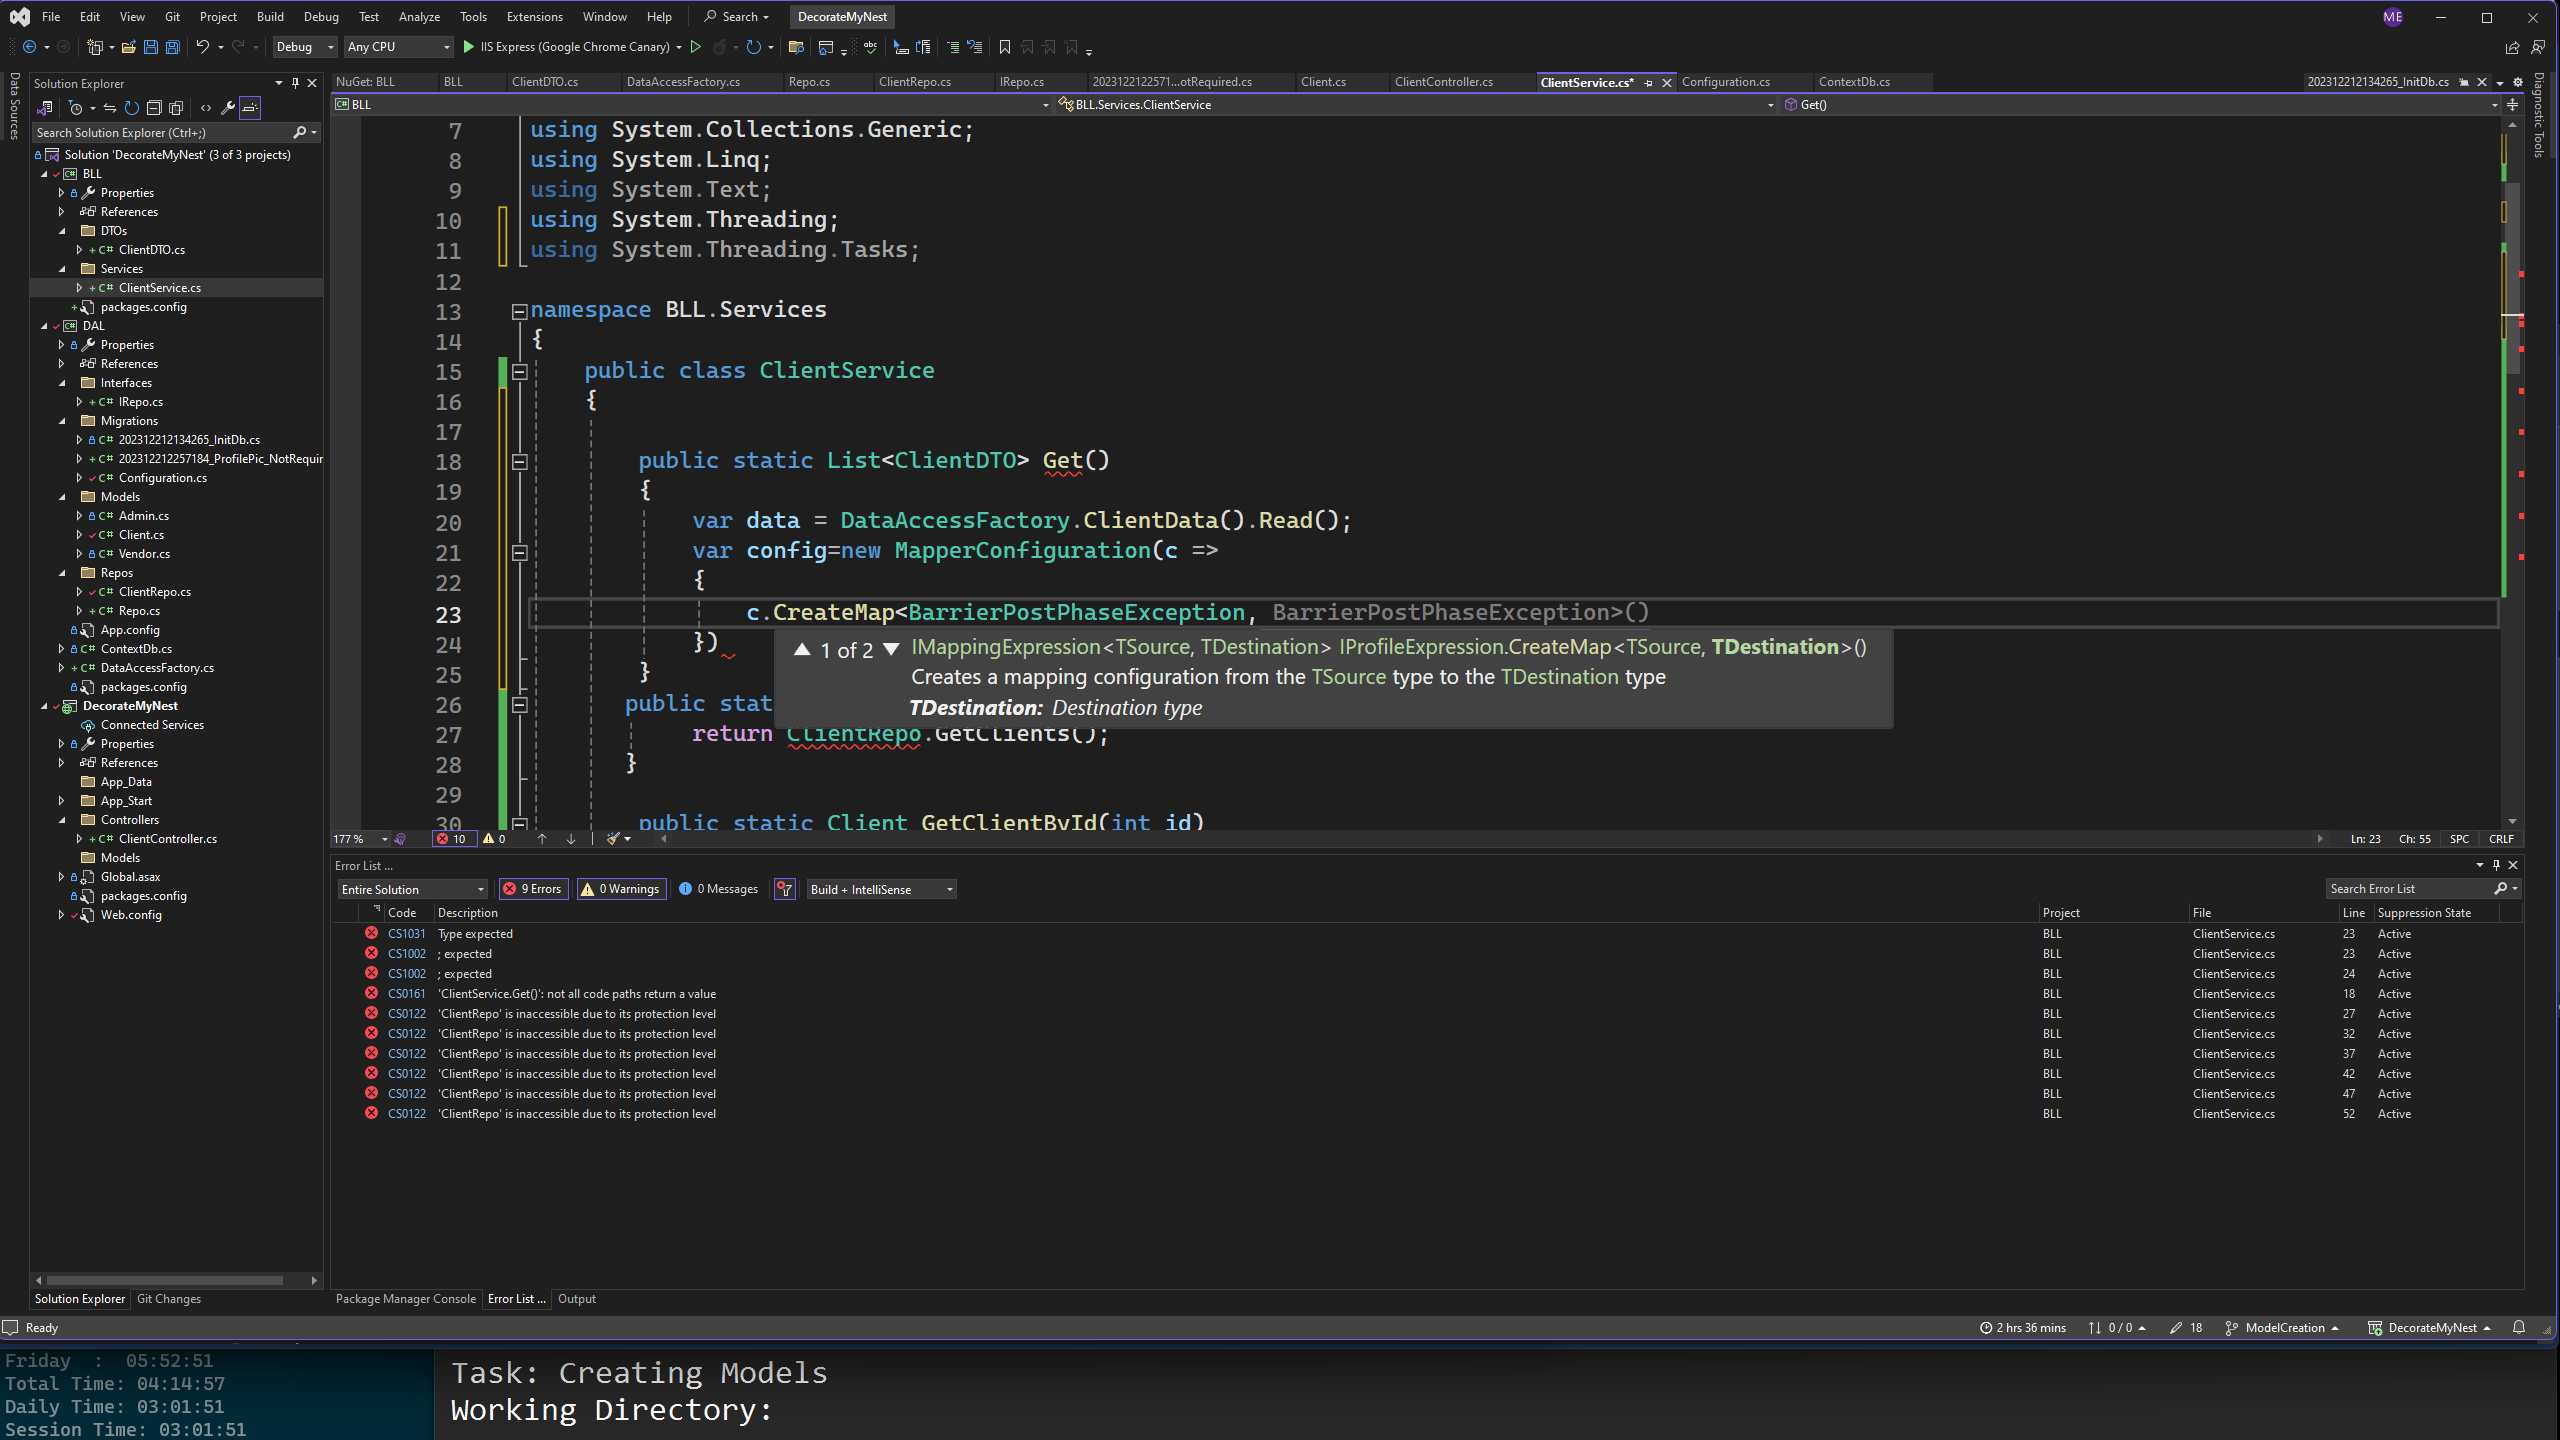 File Edit View Git Project Build Debug Test Analyze Tools Extensions Window Help Search DecorateMyNest ME
Debug Any CPU IIS Express (Google Chrome Canary)
Data Sources
Solution Explorer
Search Solution Explorer (Ctrl+;)
Solution 'DecorateMyNest' (3 of 3 projects)
BLL
Properties
References
DTOs
C# ClientDTO.cs
Services
C# ClientService.cs
packages.config
DAL
Properties
References
Interfaces
C# IRepo.cs
Migrations
C# 202312212134265_InitDb.cs
C# 202312212257184_ProfilePic_NotRequir
C# Configuration.cs
Models
C# Admin.cs
C# Client.cs
C# Vendor.cs
Repos
C# ClientRepo.cs
C# Repo.cs
App.config
C# ContextDb.cs
C# DataAccessFactory.cs
packages.config
DecorateMyNest
Connected Services
Properties
References
App_Data
App_Start
Controllers
C# ClientController.cs
Models
Global.asax
packages.config
Web.config
Solution Explorer Git Changes
NuGet: BLL BLL ClientDTO.cs DataAccessFactory.cs Repo.cs ClientRepo.cs IRepo.cs 2023122122571...otRequired.cs Client.cs ClientController.cs ClientService.cs* Configuration.cs ContextDb.cs 202312212134265_InitDb.cs
Diagnostic Tools
BLL BLL.Services.ClientService Get()
7 using System.Collections.Generic;
8 using System.Linq;
9 using System.Text;
10 using System.Threading;
11 using System.Threading.Tasks;
12
13 namespace BLL.Services
14 {
15 public class ClientService
16 {
17
18 public static List<ClientDTO> Get()
19 {
20 var data = DataAccessFactory.ClientData().Read();
21 var config=new MapperConfiguration(c =>
22 {
23 c.CreateMap<BarrierPostPhaseException, BarrierPostPhaseException>()
24 })
25 }
26 public stat
27 return ClientRepo.GetClients();
28 }
29
30 public static Client GetClientById(int id)
1 of 2 IMappingExpression<TSource, TDestination> IProfileExpression.CreateMap<TSource, TDestination>()
Creates a mapping configuration from the TSource type to the TDestination type
TDestination: Destination type
177 % 10 0 Ln: 23 Ch: 55 SPC CRLF
Error List ...
Entire Solution 9 Errors 0 Warnings 0 Messages Build + IntelliSense Search Error List
Code Description Project File Line Suppression State
CS1031 Type expected BLL ClientService.cs 23 Active
CS1002 ; expected BLL ClientService.cs 23 Active
CS1002 ; expected BLL ClientService.cs 24 Active
CS0161 'ClientService.Get()': not all code paths return a value BLL ClientService.cs 18 Active
CS0122 'ClientRepo' is inaccessible due to its protection level BLL ClientService.cs 27 Active
CS0122 'ClientRepo' is inaccessible due to its protection level BLL ClientService.cs 32 Active
CS0122 'ClientRepo' is inaccessible due to its protection level BLL ClientService.cs 37 Active
CS0122 'ClientRepo' is inaccessible due to its protection level BLL ClientService.cs 42 Active
CS0122 'ClientRepo' is inaccessible due to its protection level BLL ClientService.cs 47 Active
CS0122 'ClientRepo' is inaccessible due to its protection level BLL ClientService.cs 52 Active
Package Manager Console Error List ... Output
Ready 2 hrs 36 mins 0 / 0 18 ModelCreation DecorateMyNest
Friday : 05:52:51
Total Time: 04:14:57
Daily Time: 03:01:51
Session Time: 03:01:51
Task: Creating Models
Working Directory: